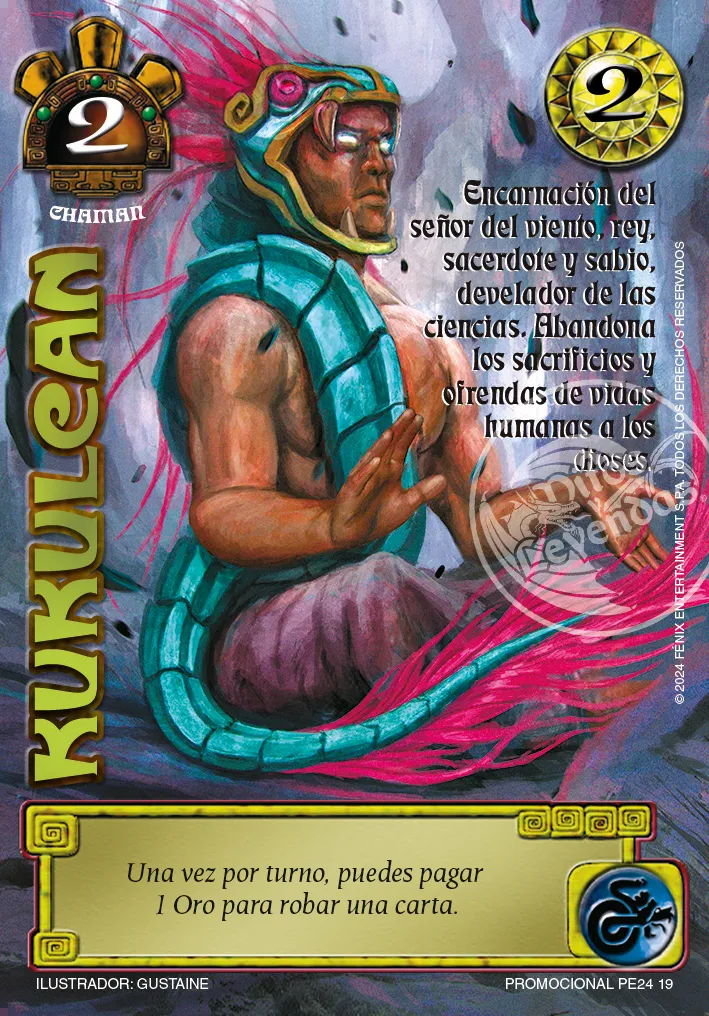 2
2
CHAMAN
KUKULCAN
Encarnación del
señor del viento, rey,
sacerdote y sabio,
develador de las
ciencias. Abandona
los sacrificios y
ofrendas de vidas
humanas a los
dioses.
Mitos
Leyendas
© 2024 FENIX ENTERTAINMENT S.P.A. TODOS LOS DERECHOS RESERVADOS
Una vez por turno, puedes pagar
1 Oro para robar una carta.
ILUSTRADOR: GUSTAINE
PROMOCIONAL PE24 19